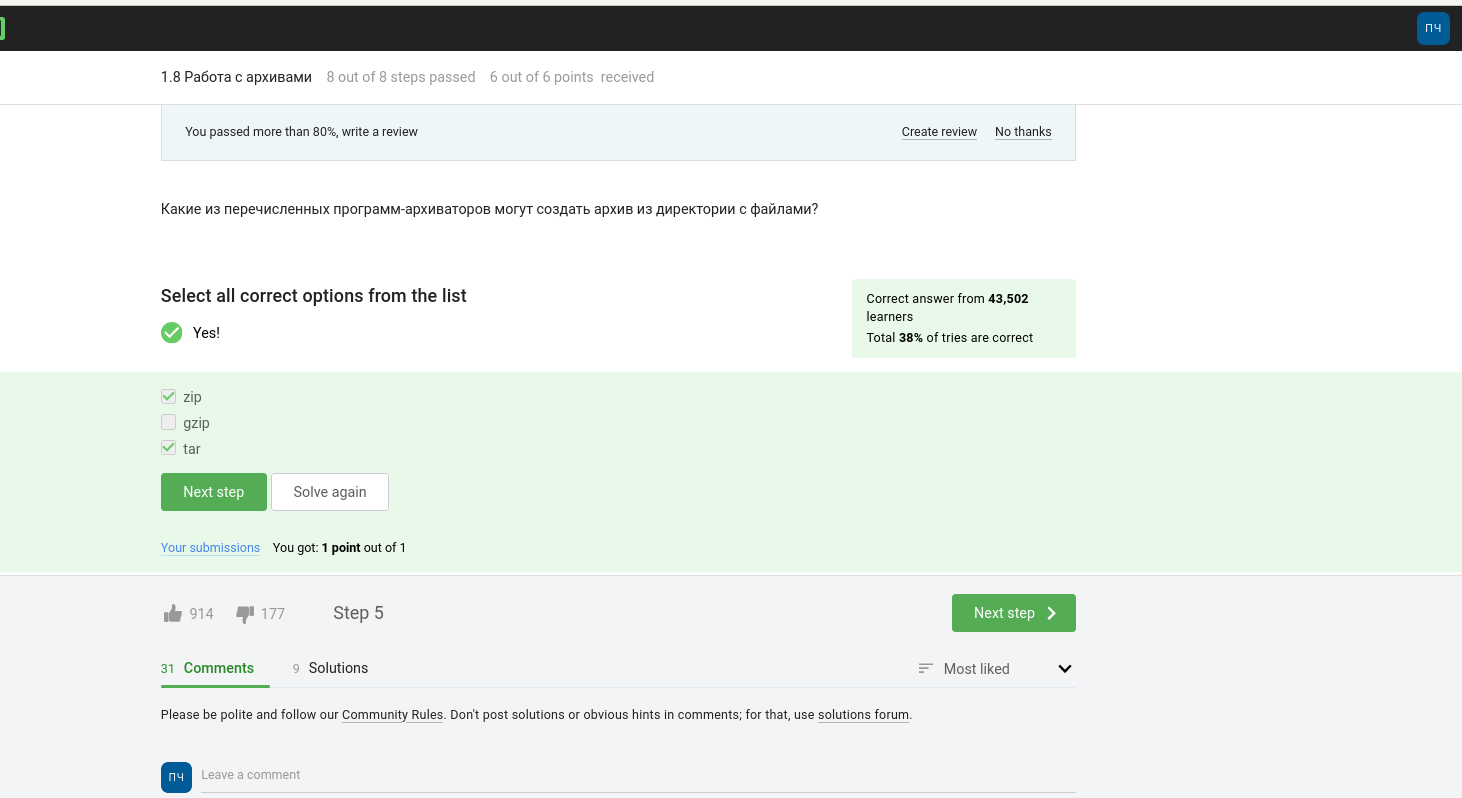 ПЧ
1.8 Работа с архивами 8 out of 8 steps passed 6 out of 6 points received
You passed more than 80%, write a review Create review No thanks
Какие из перечисленных программ-архиваторов могут создать архив из директории с файлами?
Select all correct options from the list
Yes!
Correct answer from 43,502
learners
Total 38% of tries are correct
zip
gzip
tar
Next step Solve again
Your submissions You got: 1 point out of 1
914 177 Step 5 Next step
31 Comments 9 Solutions Most liked
Please be polite and follow our Community Rules. Don't post solutions or obvious hints in comments; for that, use solutions forum.
ПЧ Leave a comment